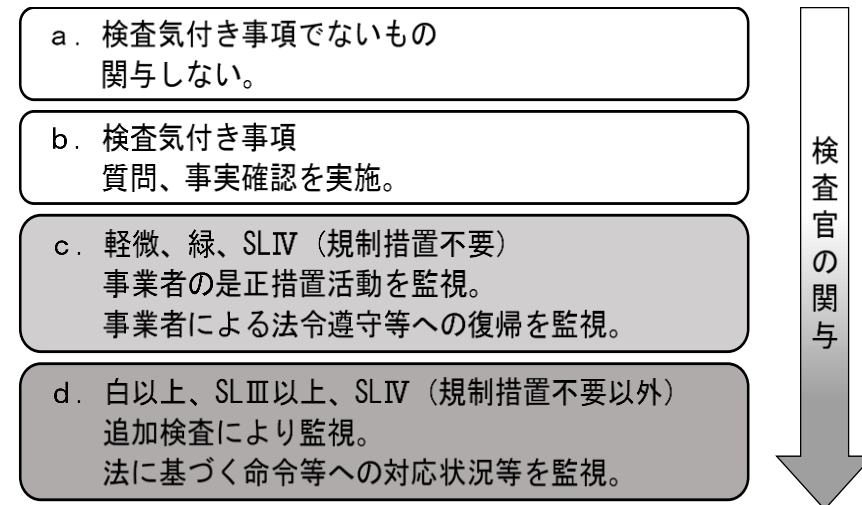 a. 検査気付き事項でないもの
関与しない。
b. 検査気付き事項
質問、事実確認を実施。
c. 軽微、緑、SLⅣ（規制措置不要）
事業者の是正措置活動を監視。
事業者による法令遵守等への復帰を監視。
d. 白以上、SLⅢ以上、SLⅣ（規制措置不要以外）
追加検査により監視。
法に基づく命令等への対応状況等を監視。
検査官の関与